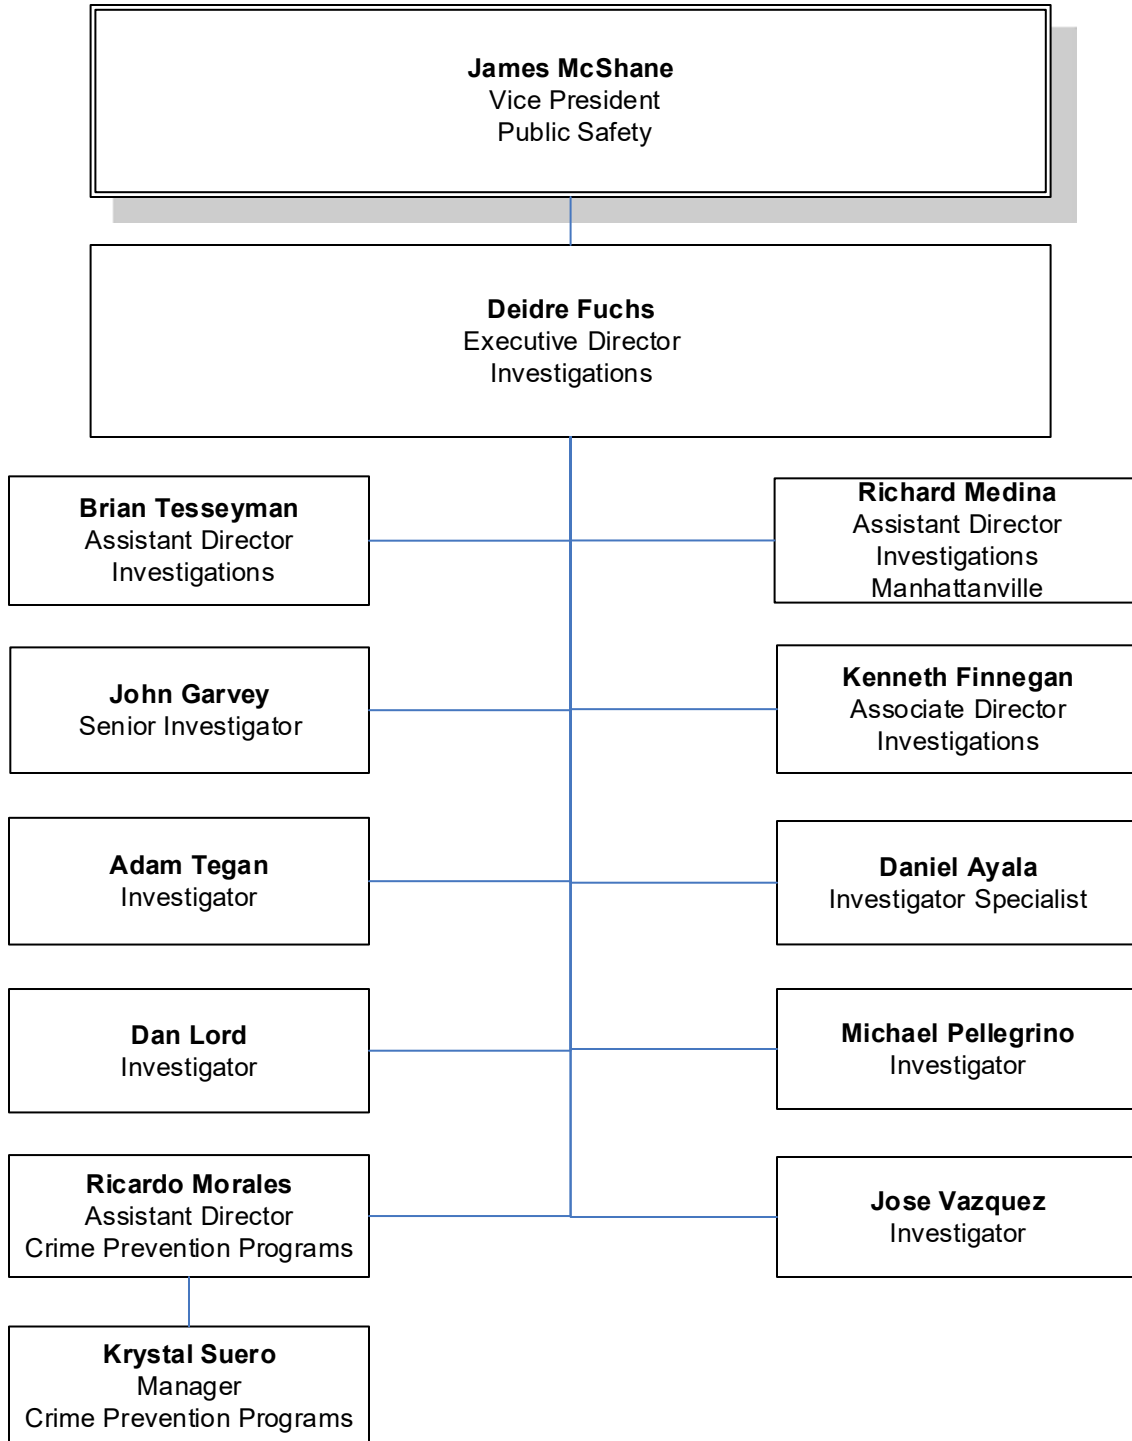 James McShane
Vice President
Public Safety
Deidre Fuchs
Executive Director
Investigations
Brian Tesseyman
Assistant Director
Investigations
Richard Medina
Assistant Director
Investigations
Manhattanville
John Garvey
Senior Investigator
Kenneth Finnegan
Associate Director
Investigations
Adam Tegan
Investigator
Daniel Ayala
Investigator Specialist
Dan Lord
Investigator
Michael Pellegrino
Investigator
Ricardo Morales
Assistant Director
Crime Prevention Programs
Jose Vazquez
Investigator
Krystal Suero
Manager
Crime Prevention Programs